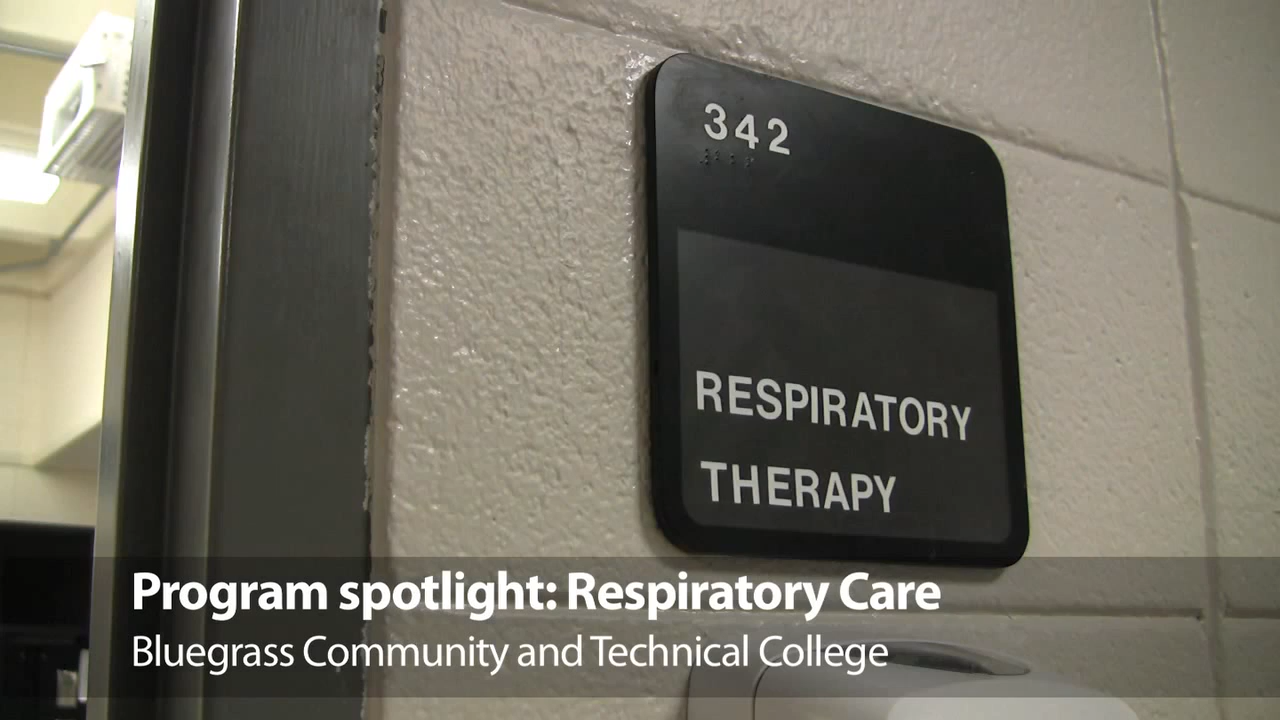 342
RESPIRATORY
THERAPY
Program spotlight: Respiratory Care
Bluegrass Community and Technical College